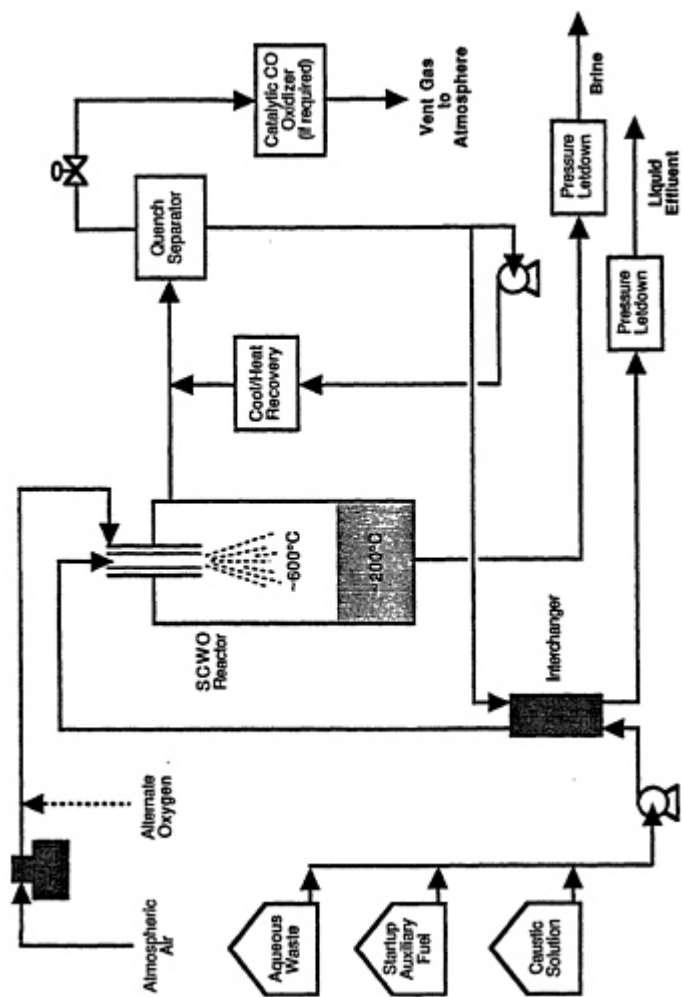 Atmospheric
Air
Alternate
Oxygen
Aqueous
Waste
Startup
Auxiliary
Fuel
Caustic
Solution
SCWO
Reactor
~600°C
~200°C
Interchanger
Cool/Heat
Recovery
Quench
Separator
Catalytic CO
Oxidizer
(if required)
Vent Gas
to
Atmosphere
Pressure
Letdown
Brine
Pressure
Letdown
Liquid
Effluent